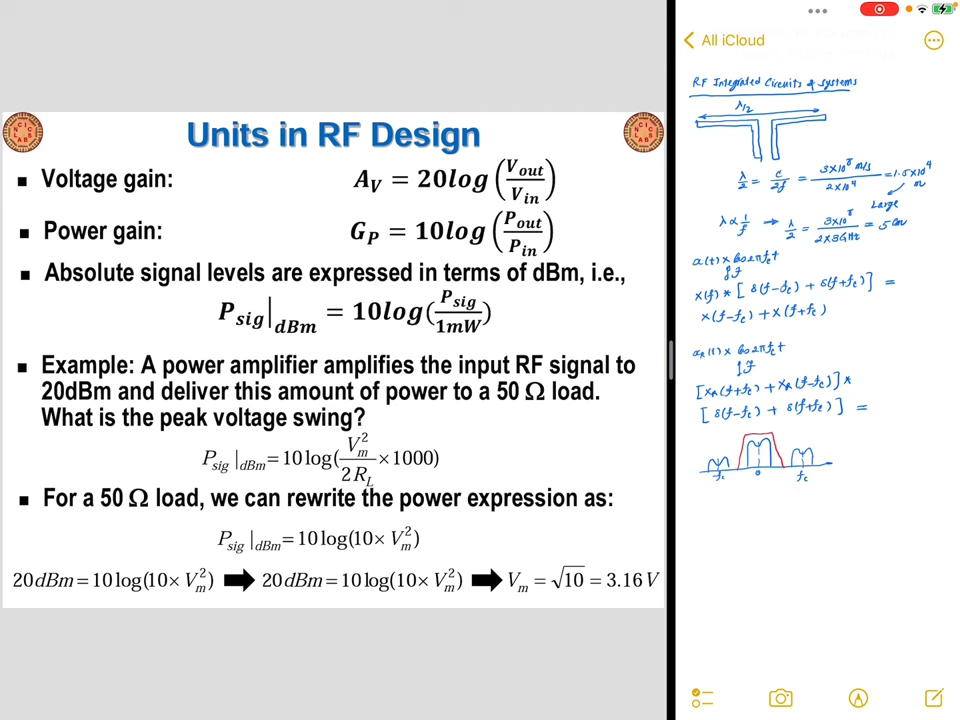 Units in RF Design
▪ Voltage gain: A_V = 20log(V_out/V_in)
▪ Power gain: G_P = 10log(P_out/P_in)
▪ Absolute signal levels are expressed in terms of dBm, i.e.,
P_sig|_dBm = 10log(P_sig/1mW)
▪ Example: A power amplifier amplifies the input RF signal to
20dBm and deliver this amount of power to a 50 Ω load.
What is the peak voltage swing?
P_sig|_dBm = 10log(V_m^2/2R_L × 1000)
▪ For a 50 Ω load, we can rewrite the power expression as:
P_sig|_dBm = 10log(10× V_m^2)
20dBm = 10log(10× V_m^2) ➡ 20dBm = 10log(10× V_m^2) ➡ V_m = √10 = 3.16 V
All iCloud
RF Integrated Circuits & Systems
λ/2
λ/2 = c/2f = 3×10^8 m/s / 2×10^4 = 1.5×10^4 m
Large
λ ∝ 1/f → λ/2 = 3×10^8 / 2×3GHz = 5cm
x(t) × Cos2πf_c t
X(f) * [ δ(f-f_c) + δ(f+f_c) ] =
X(f-f_c) + X(f+f_c)
x_R(t) × Cos2πf_c t
[X_R(f+f_c) + X_R(f-f_c)] *
[ δ(f-f_c) + δ(f+f_c) ] =
0 f_c